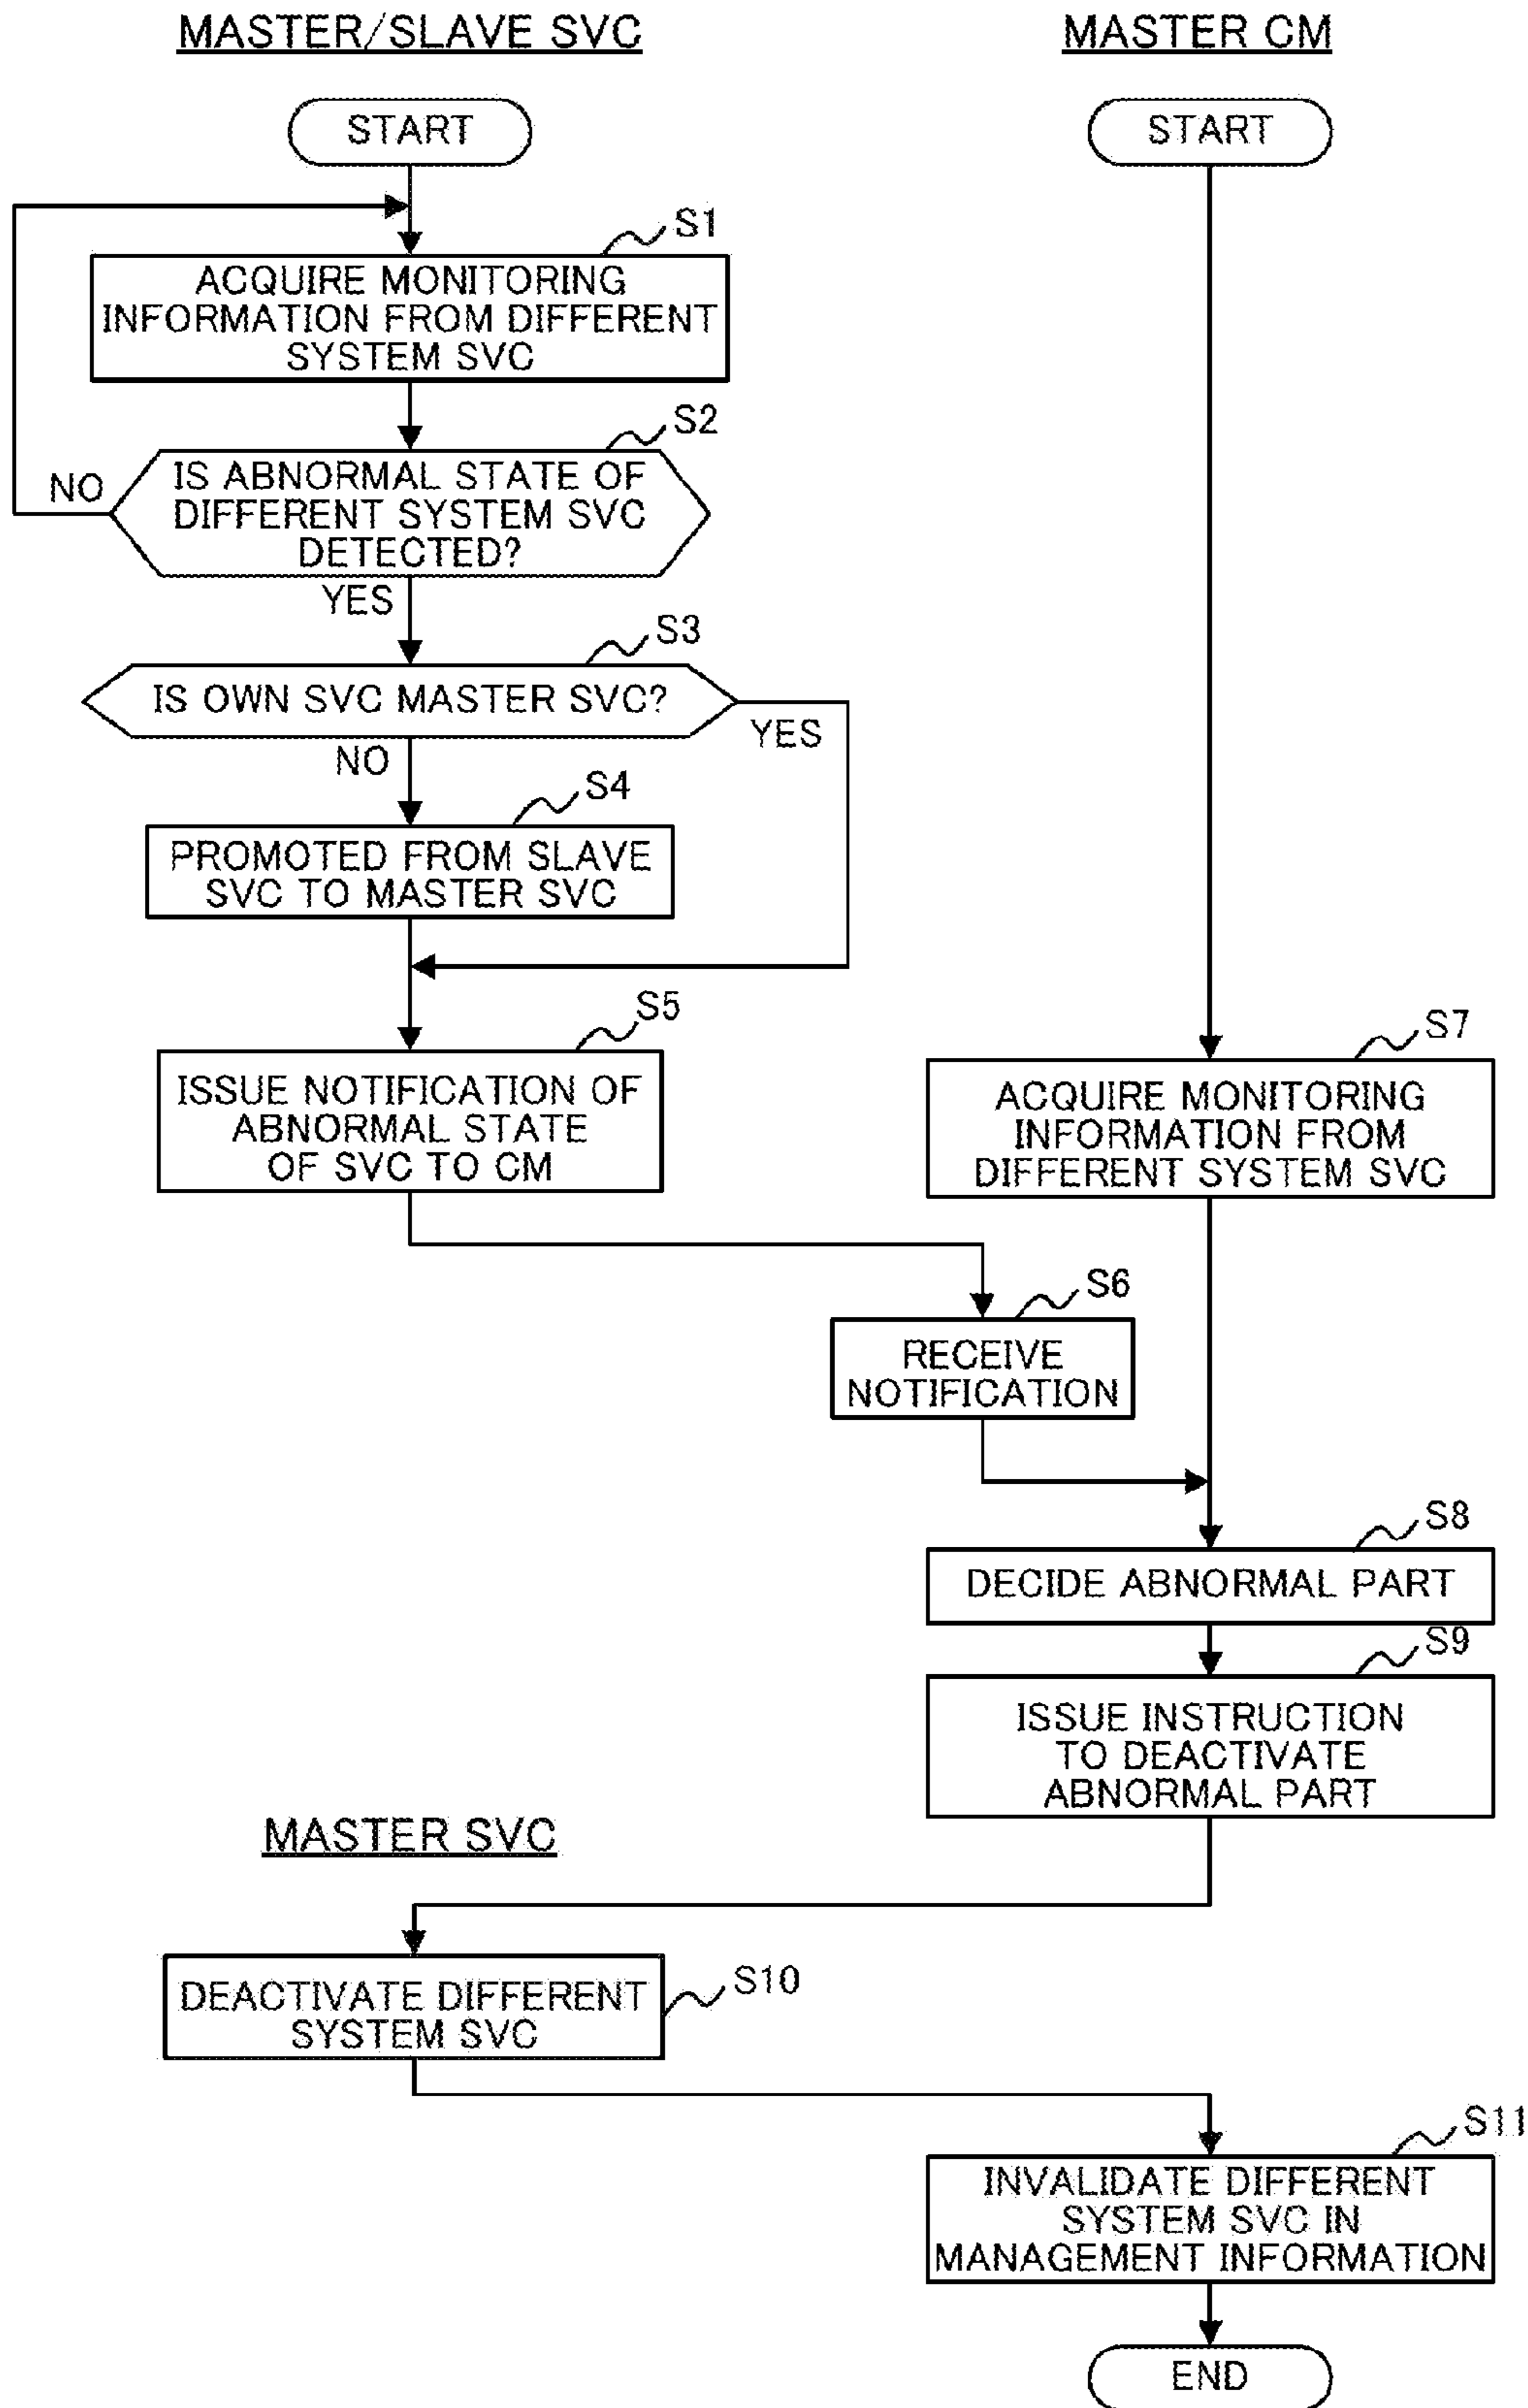 MASTER/SLAVE SVC
MASTER CM
START
START
S1
ACQUIRE MONITORING
INFORMATION FROM DIFFERENT
SYSTEM SVC
S2
IS ABNORMAL STATE OF
DIFFERENT SYSTEM SVC
DETECTED?
NO
YES
S3
IS OWN SVC MASTER SVC?
YES
NO
S4
PROMOTED FROM SLAVE
SVC TO MASTER SVC
S5
ISSUE NOTIFICATION OF
ABNORMAL STATE
OF SVC TO CM
S7
ACQUIRE MONITORING
INFORMATION FROM
DIFFERENT SYSTEM SVC
S6
RECEIVE
NOTIFICATION
S8
DECIDE ABNORMAL PART
S9
ISSUE INSTRUCTION
TO DEACTIVATE
ABNORMAL PART
MASTER SVC
S10
DEACTIVATE DIFFERENT
SYSTEM SVC
S11
INVALIDATE DIFFERENT
SYSTEM SVC IN
MANAGEMENT INFORMATION
END